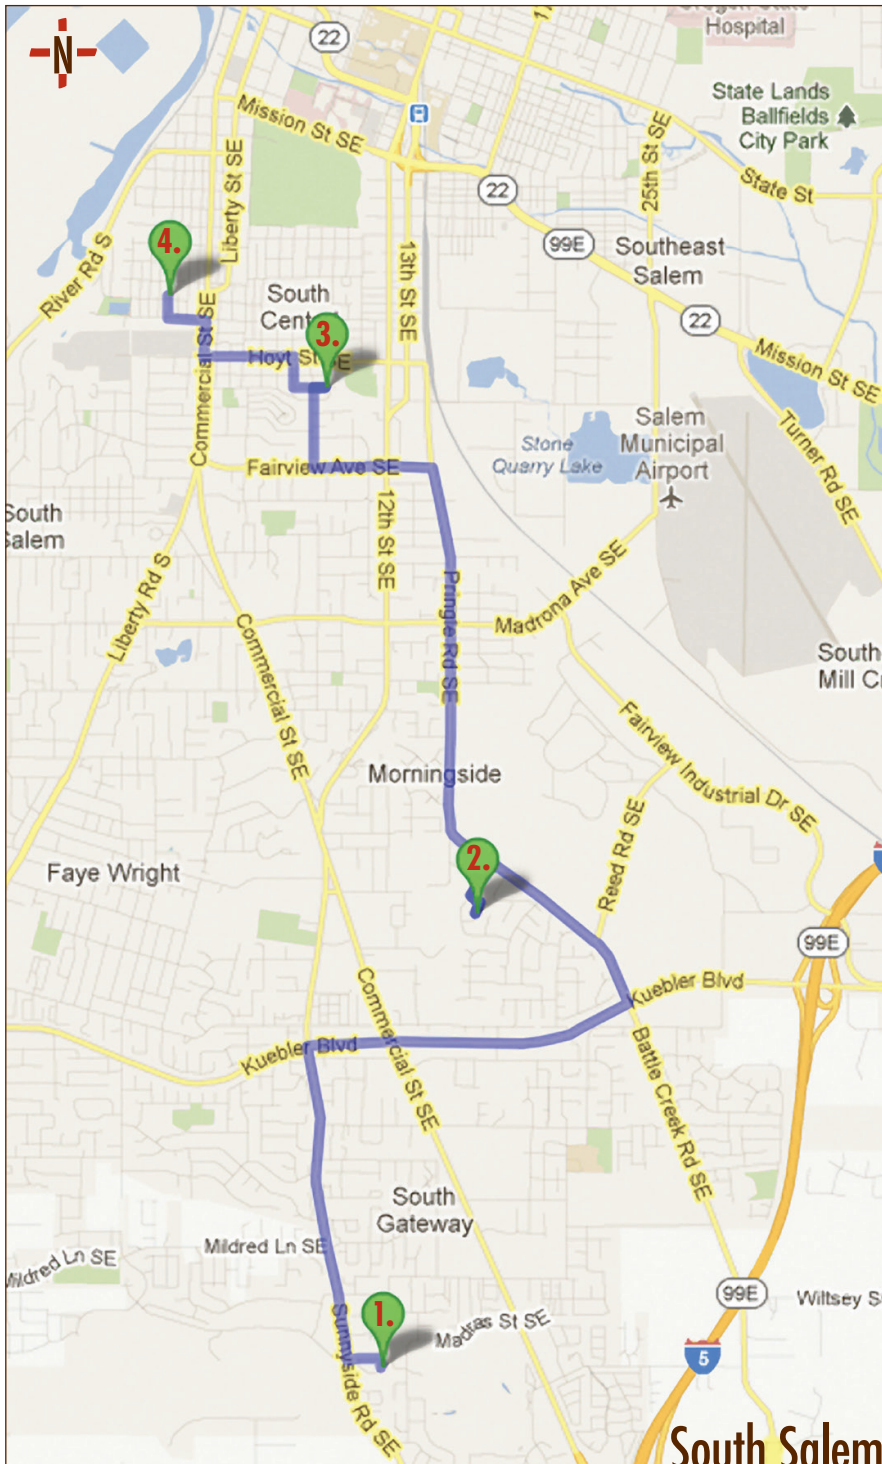 N
22
Hospital
State Lands
Ballfields
City Park
Mission St SE
Liberty St SE
25th St SE
State St
22
4.
River Rd S
13th St SE
99E
Southeast
Salem
South
3.
22
Commercial St SE
Hoyt St SE
Mission St SE
Salem
Municipal
Airport
Stone
Quarry Lake
Turner Rd SE
Fairview Ave SE
12th St SE
South
Salem
Liberty Rd S
Pringle Rd SE
Madrona Ave SE
Commercial St SE
Mill
Fairview Industrial Dr SE
Morningside
Reed Rd SE
2.
Faye Wright
99E
Commercial St SE
Kuebler Blvd
Kuebler Blvd
Battle Creek Rd SE
South
Gateway
Mildred Ln SE
Mildred Ln SE
1.
Sunnyside Rd SE
Madras St SE
99E
Wiltsey
5
South Salem